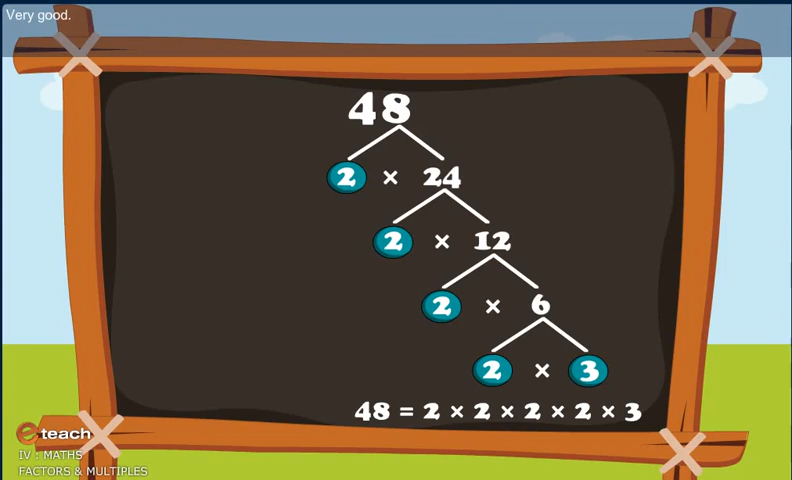 Very good.
48
2 × 24
2 × 12
2 × 6
2 × 3
48 = 2 × 2 × 2 × 2 × 3
eteach
IV : MATHS
FACTORS & MULTIPLES